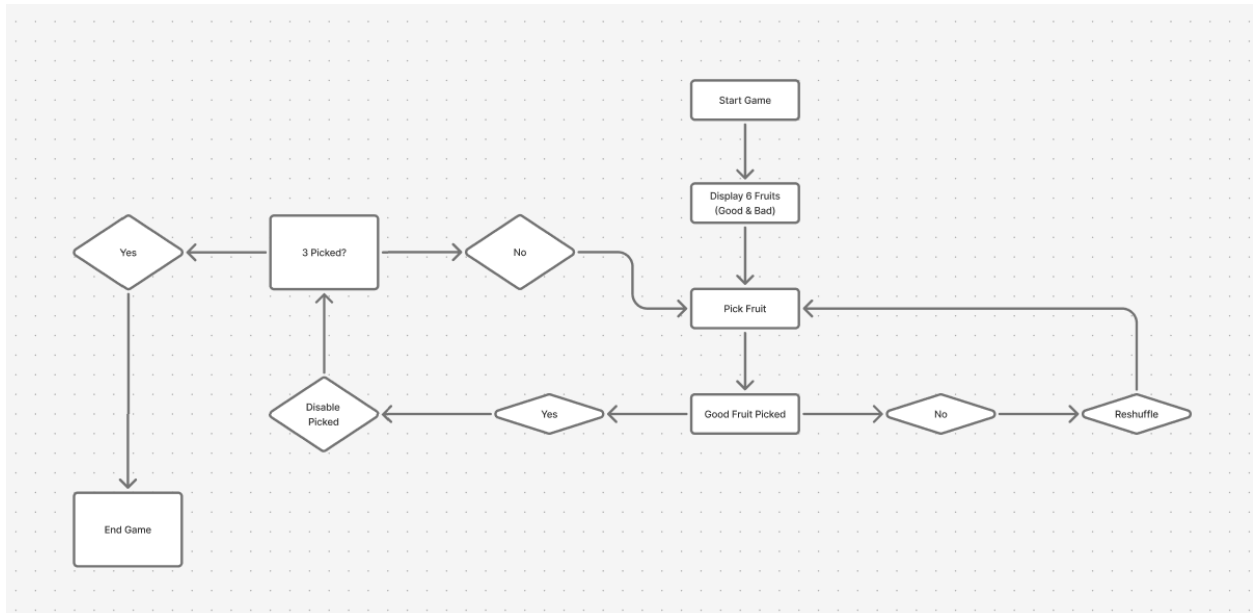 Start Game
Display 6 Fruits
(Good & Bad)
Yes
3 Picked?
No
Pick Fruit
Disable
Picked
Yes
Good Fruit Picked
No
Reshuffle
End Game